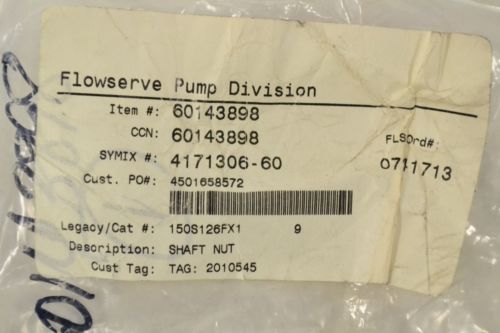 Flowserve Pump Division
Item #: 60143898
CCN: 60143898
FLSOrd#:
SYMIX #: 4171306-60
0711713
Cust. PO#: 4501658572
Legacy/Cat #: 150S126FX1 9
Description: SHAFT NUT
Cust Tag: TAG: 2010545